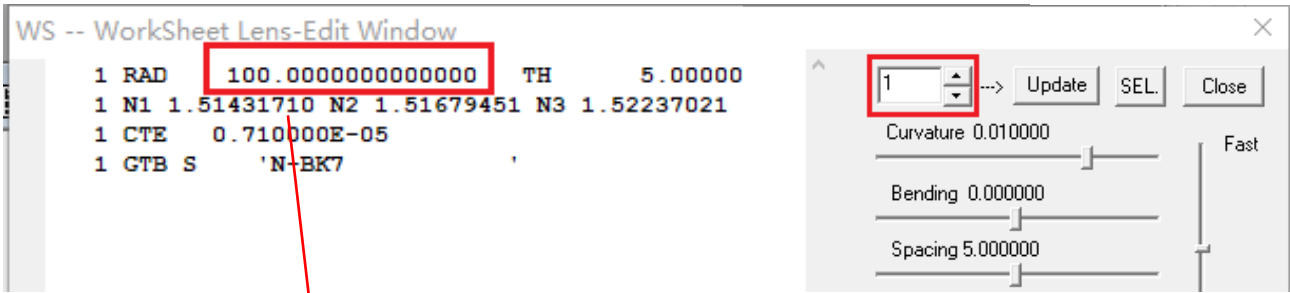 WS -- WorkSheet Lens-Edit Window
1 RAD 100.0000000000000 TH 5.00000
1 N1 1.51431710 N2 1.51679451 N3 1.52237021
1 CTE 0.710000E-05
1 GTB S 'N-BK7 '
1 --> Update SEL. Close
Curvature 0.010000
Fast
Bending 0.000000
Spacing 5.000000